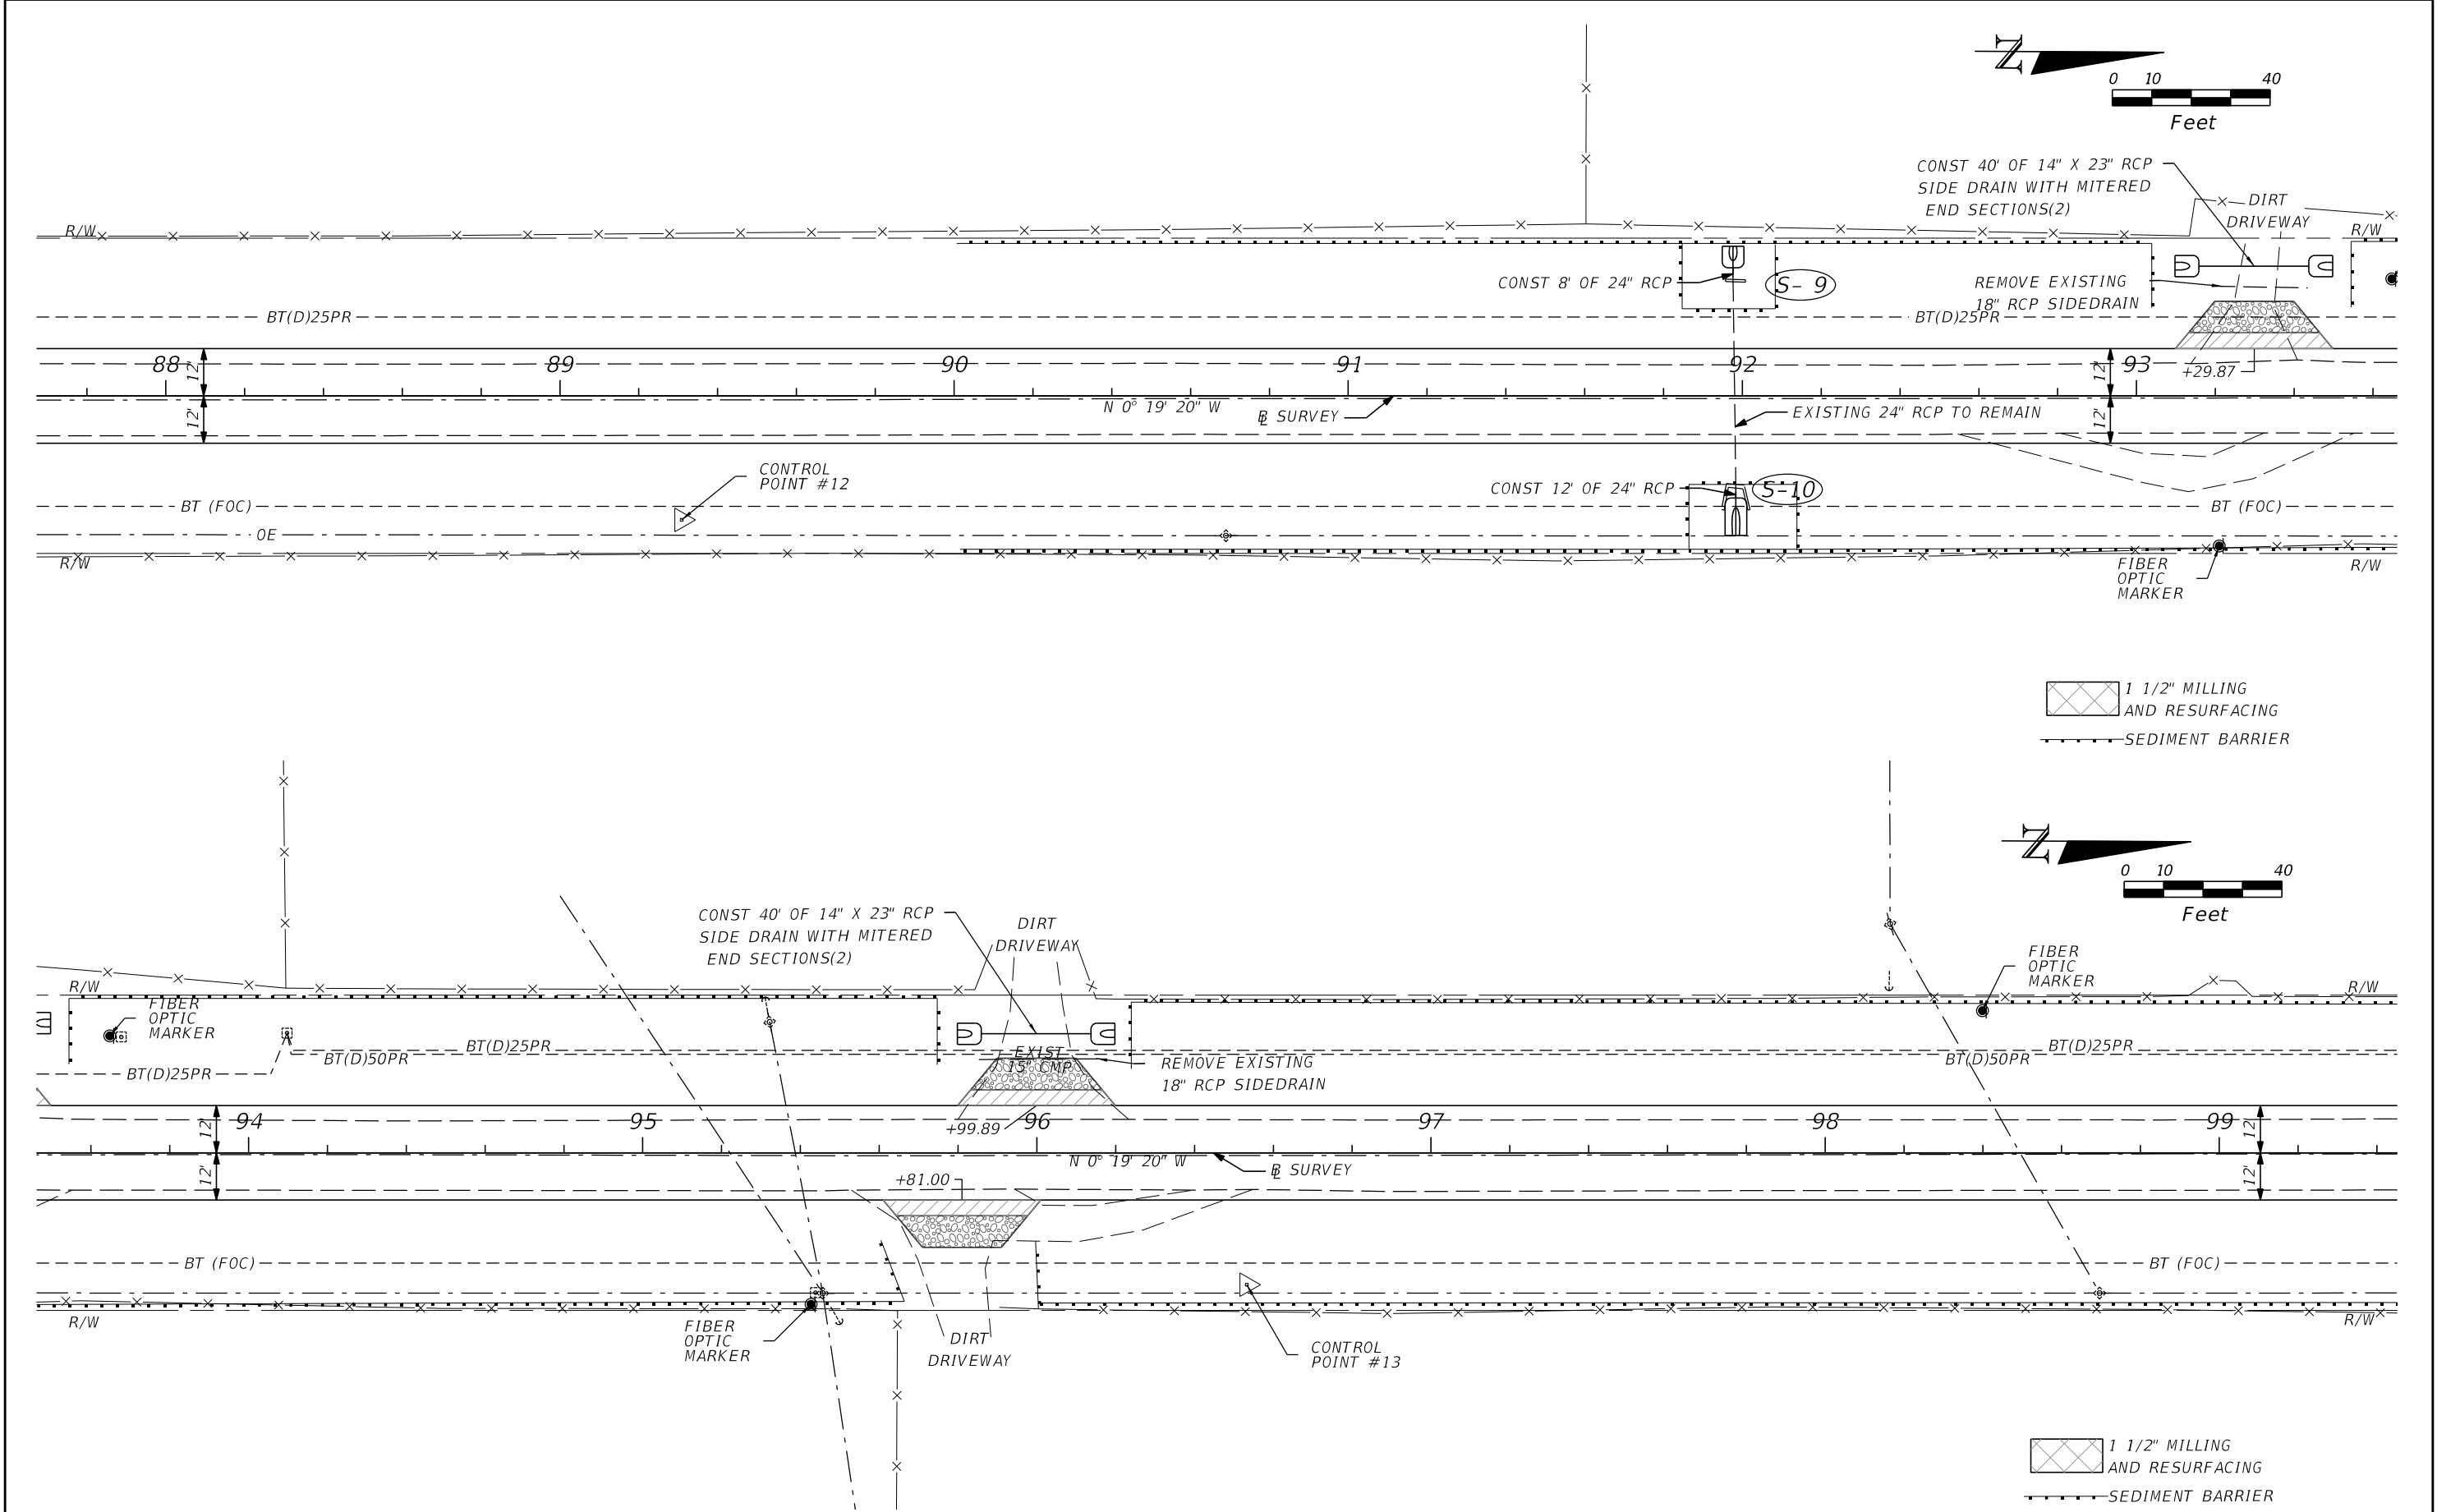 N
0 10 40
Feet
CONST 40' OF 14" X 23" RCP
SIDE DRAIN WITH MITERED
END SECTIONS(2)
DIRT
DRIVEWAY
R/W
R/W
CONST 8' OF 24" RCP
S- 9
REMOVE EXISTING
18" RCP SIDEDRAIN
BT(D)25PR
BT(D)25PR
88
89
90
91
92
93
12'
12'
+29.87
N 0° 19' 20" W
BL SURVEY
EXISTING 24" RCP TO REMAIN
12'
12'
CONTROL
POINT #12
CONST 12' OF 24" RCP
S-10
BT (FOC)
BT (FOC)
OE
R/W
R/W
FIBER
OPTIC
MARKER
1 1/2" MILLING
AND RESURFACING
SEDIMENT BARRIER
N
0 10 40
Feet
CONST 40' OF 14" X 23" RCP
SIDE DRAIN WITH MITERED
END SECTIONS(2)
DIRT
DRIVEWAY
FIBER
OPTIC
MARKER
R/W
R/W
FIBER
OPTIC
MARKER
BT(D)25PR
BT(D)50PR
BT(D)25PR
EXIST
15" CMP
REMOVE EXISTING
18" RCP SIDEDRAIN
BT(D)25PR
BT(D)50PR
94
95
96
97
98
99
12'
12'
+99.89
N 0° 19' 20" W
BL SURVEY
12'
12'
+81.00
BT (FOC)
BT (FOC)
R/W
R/W
FIBER
OPTIC
MARKER
DIRT
DRIVEWAY
CONTROL
POINT #13
1 1/2" MILLING
AND RESURFACING
SEDIMENT BARRIER